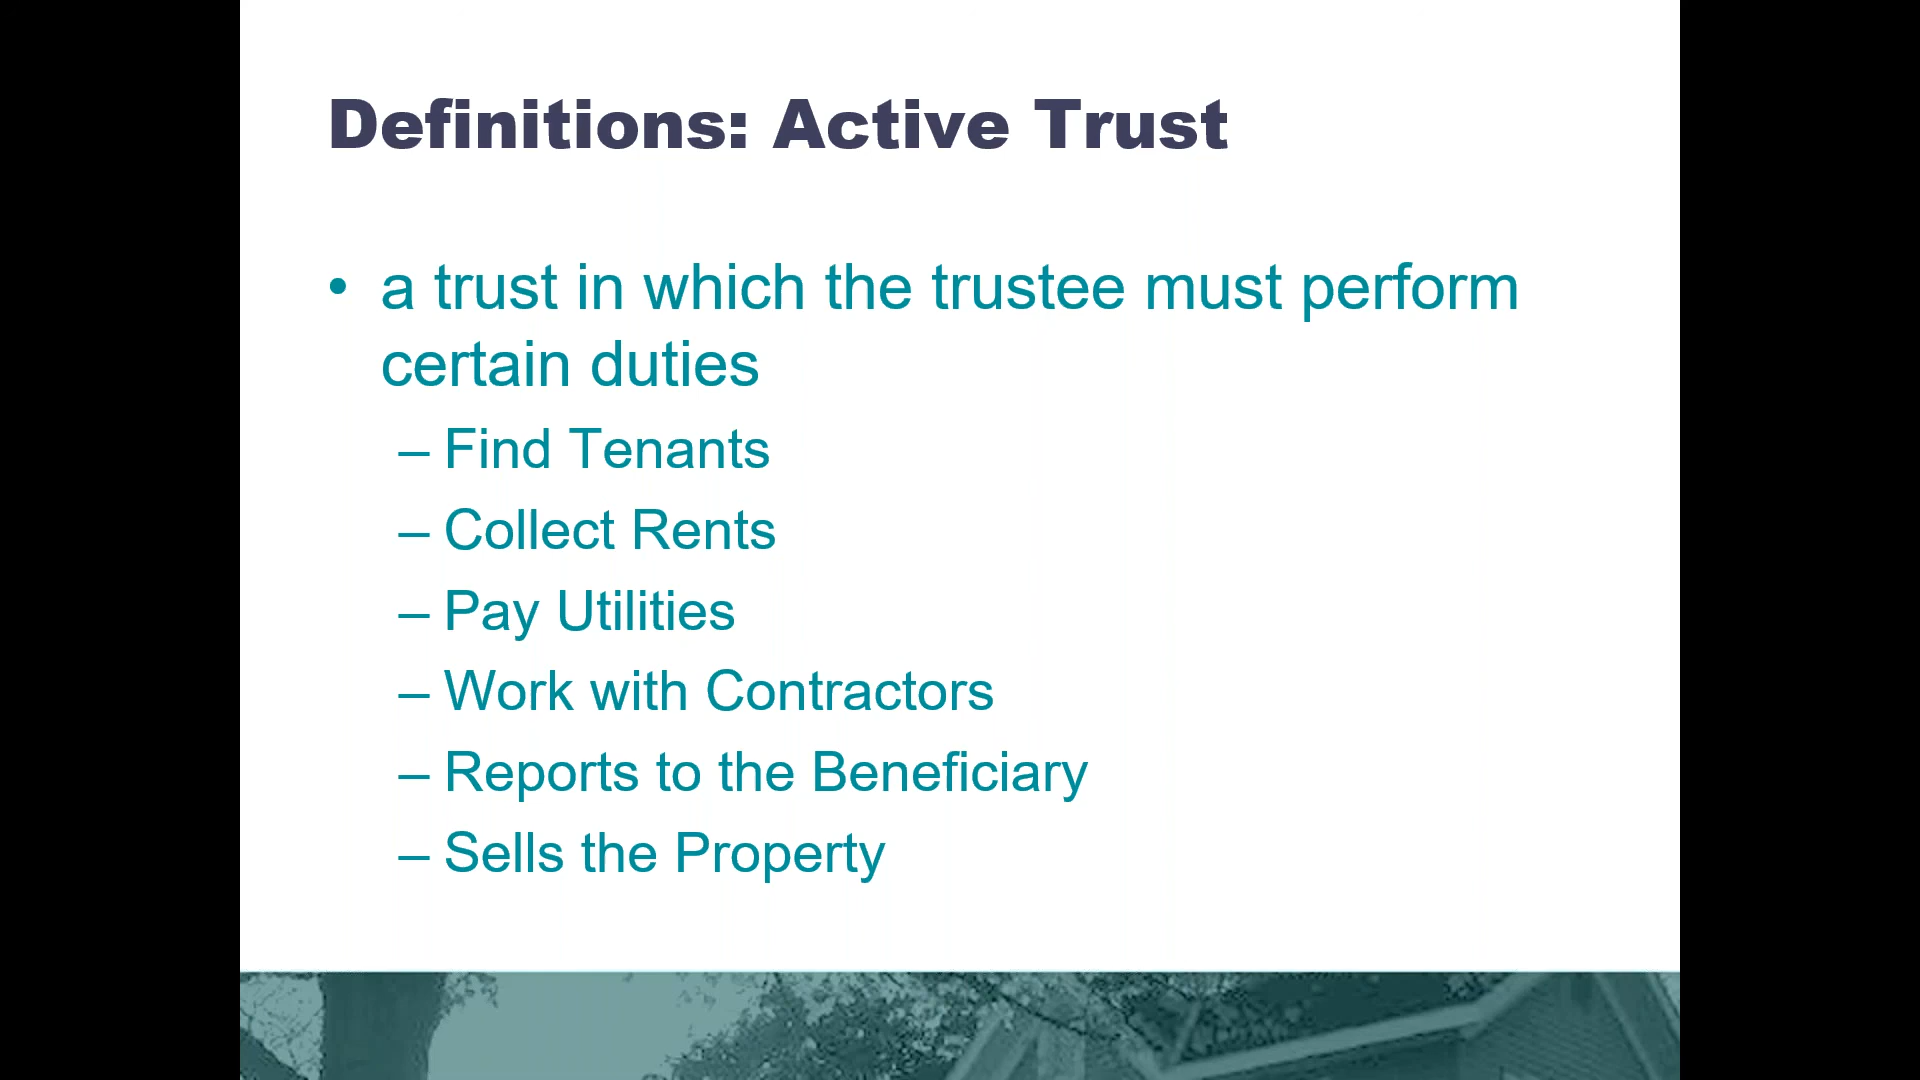 Definitions: Active Trust
• a trust in which the trustee must perform
certain duties
– Find Tenants
– Collect Rents
– Pay Utilities
– Work with Contractors
– Reports to the Beneficiary
– Sells the Property